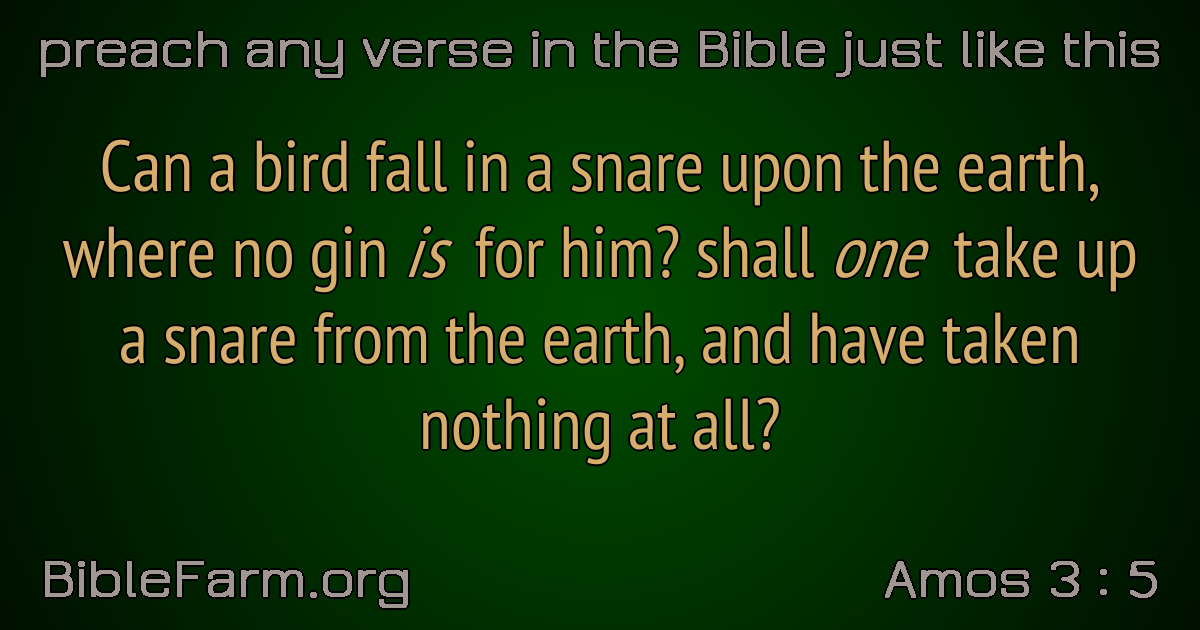 preach any verse in the Bible just like this
Can a bird fall in a snare upon the earth,
where no gin is for him? shall one take up
a snare from the earth, and have taken
nothing at all?
BibleFarm.org
Amos 3 : 5